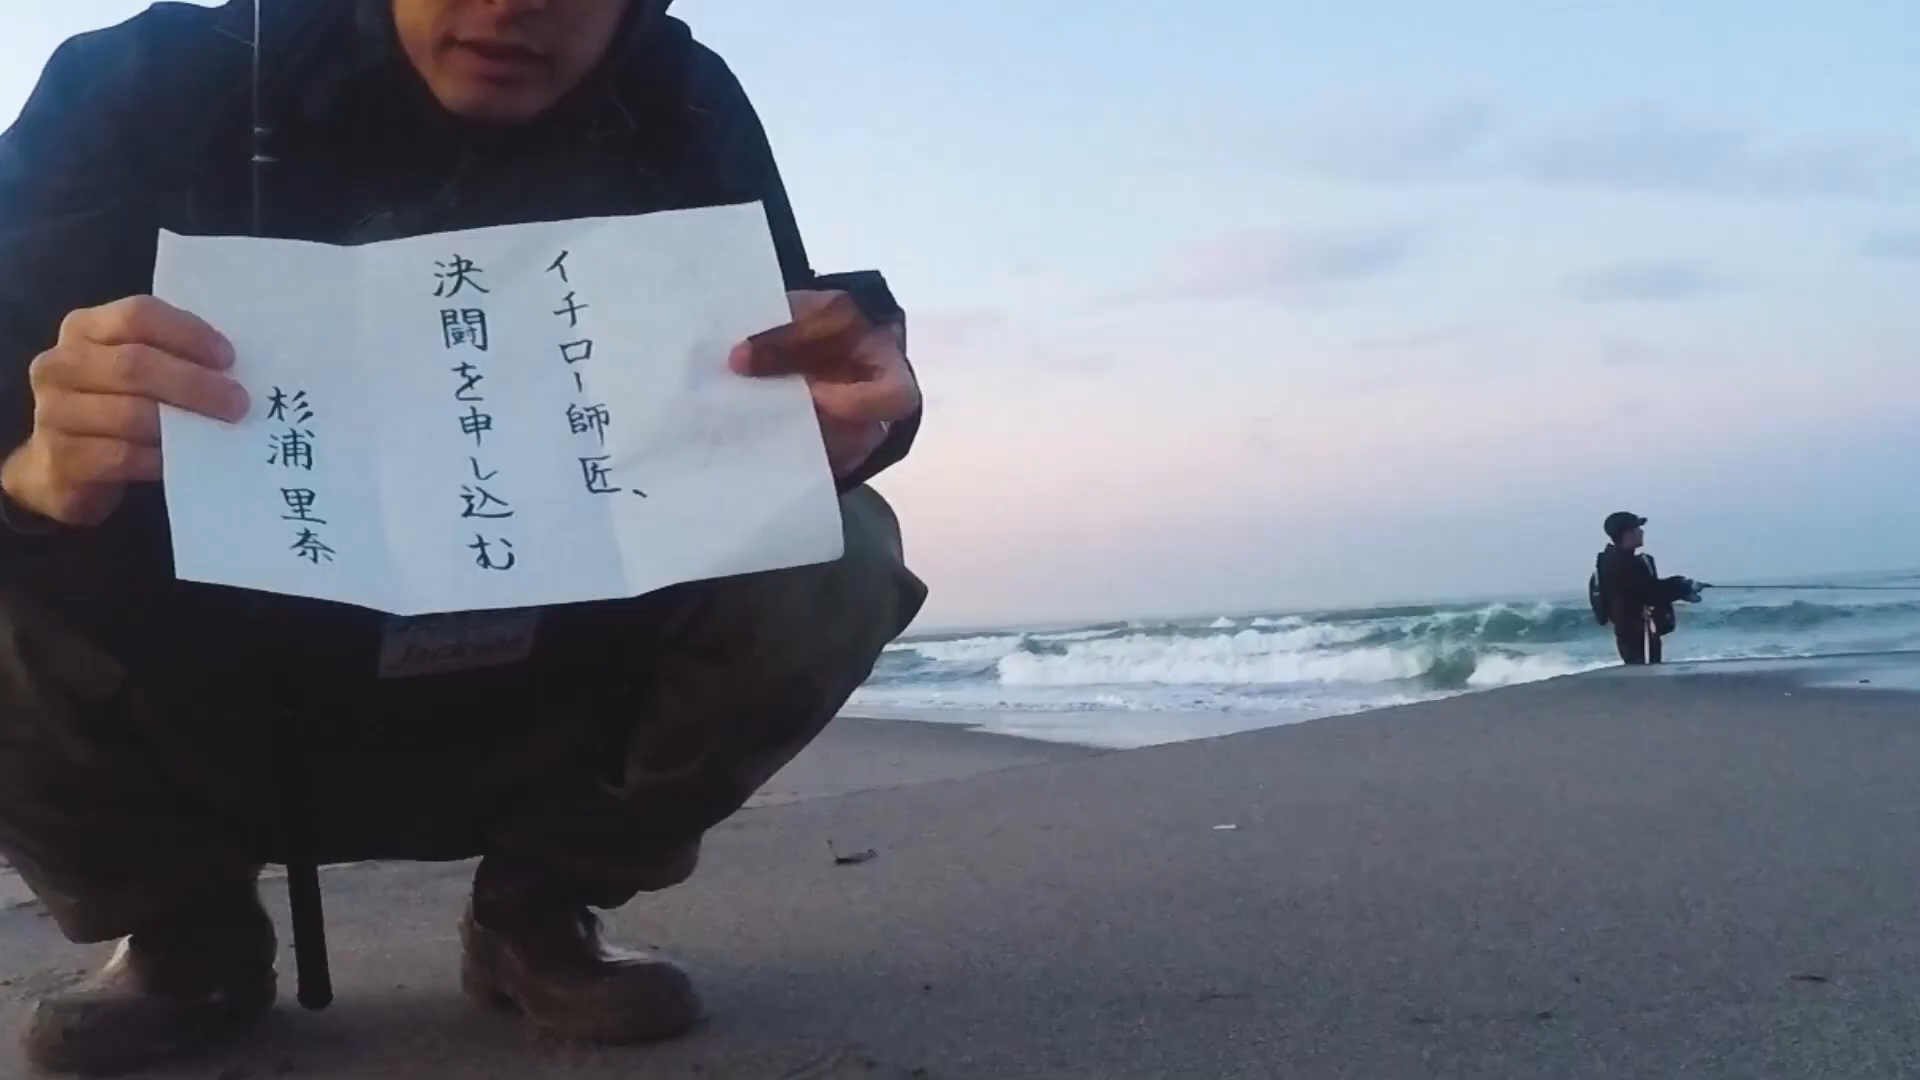 イチロー師匠、
決闘を申し込む
杉浦里奈